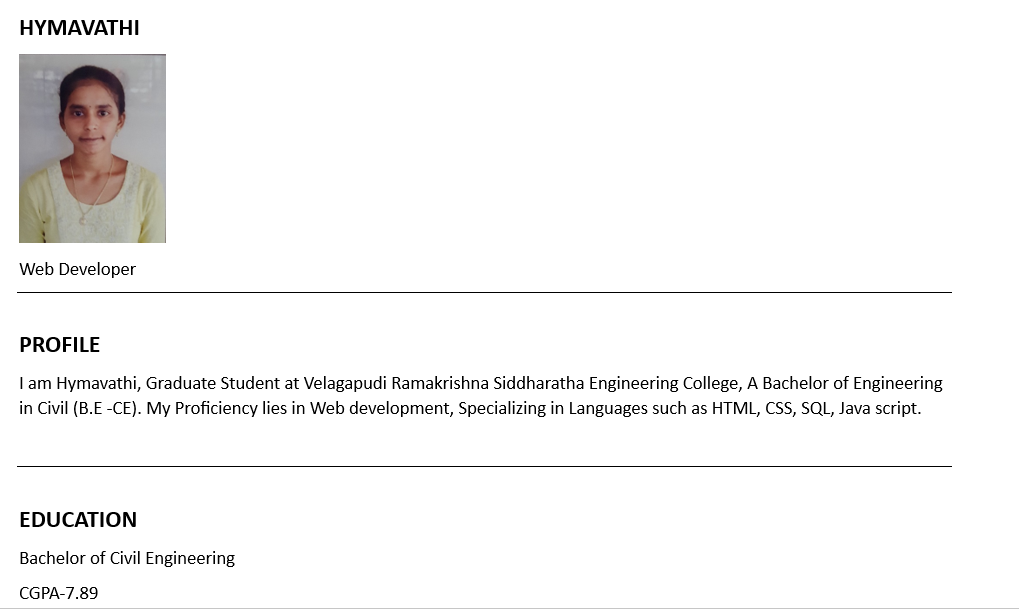 HYMAVATHI
Web Developer
PROFILE
I am Hymavathi, Graduate Student at Velagapudi Ramakrishna Siddharatha Engineering College, A Bachelor of Engineering
in Civil (B.E -CE). My Proficiency lies in Web development, Specializing in Languages such as HTML, CSS, SQL, Java script.
EDUCATION
Bachelor of Civil Engineering
CGPA-7.89